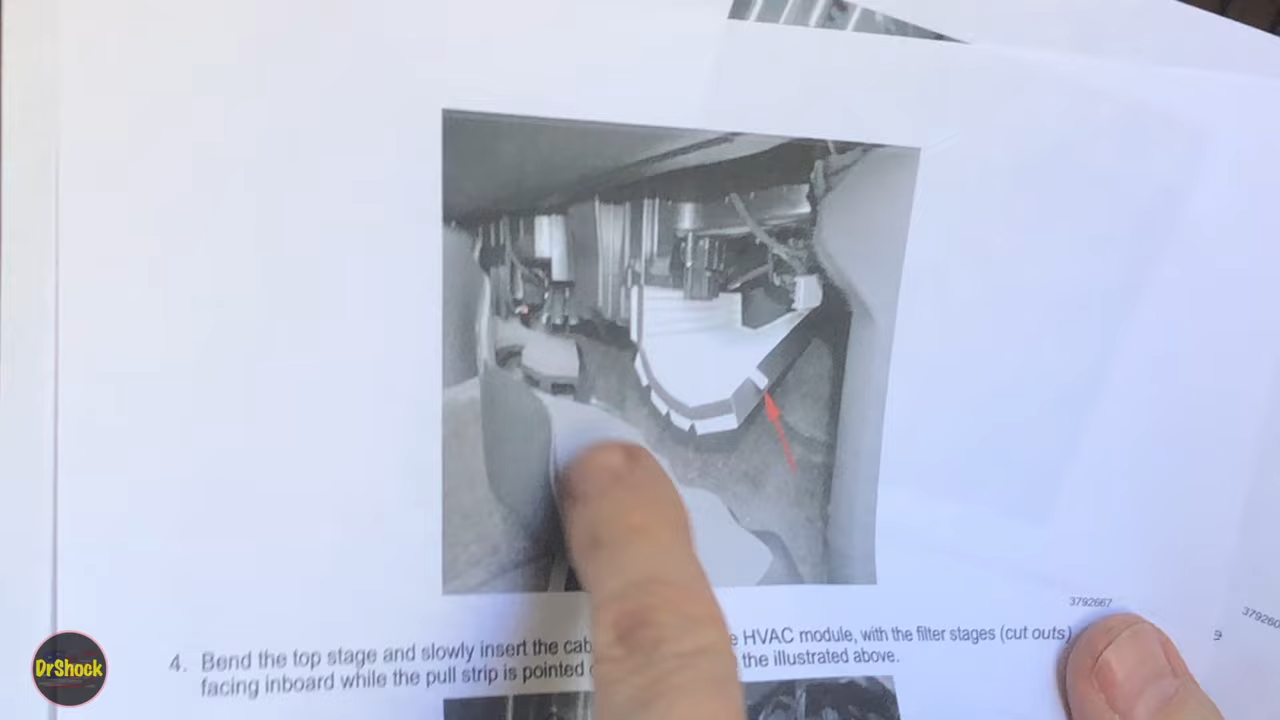 3792667
4. Bend the top stage and slowly insert the cab HVAC module, with the filter stages (cut outs)
facing inboard while the pull strip is pointed the illustrated above.
9
DrShock